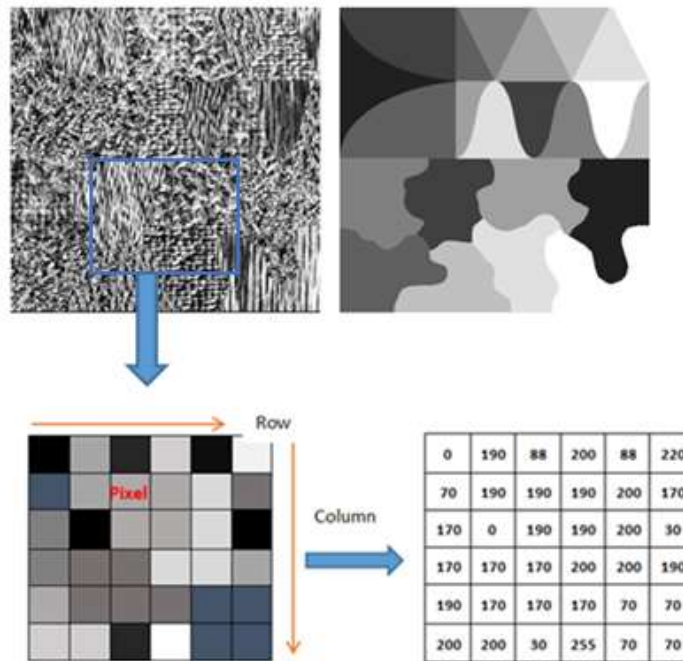 Row
Pixel
Column
0 190 88 200 88 220
70 190 190 190 200 170
170 0 190 190 200 30
170 170 170 200 200 190
190 170 170 170 70 70
200 200 30 255 70 70